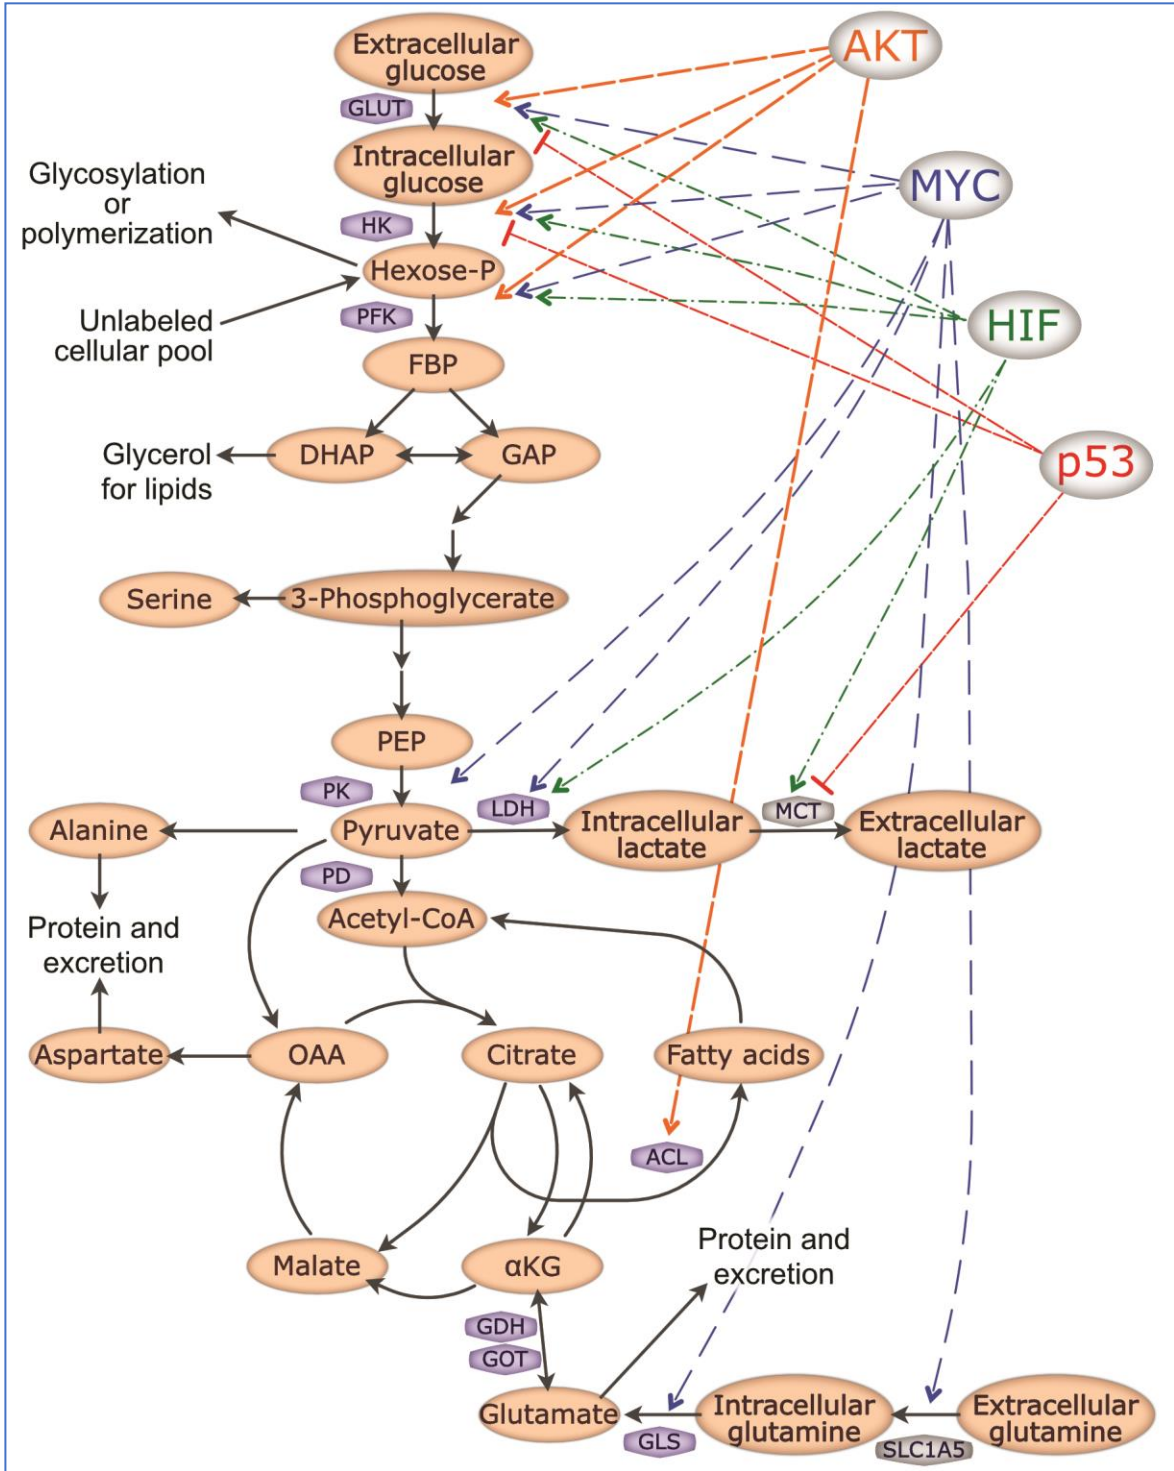 Extracellular
glucose
AKT
GLUT
Intracellular
glucose
MYC
Glycosylation
or
polymerization
HK
Hexose-P
Unlabeled
cellular pool
PFK
HIF
FBP
Glycerol
for lipids
DHAP
GAP
p53
Serine
3-Phosphoglycerate
PEP
PK
LDH
MCT
Alanine
Pyruvate
Intracellular
lactate
Extracellular
lactate
PD
Acetyl-CoA
Protein and
excretion
Aspartate
OAA
Citrate
Fatty acids
ACL
Malate
αKG
Protein and
excretion
GDH
GOT
Glutamate
GLS
Intracellular
glutamine
SLC1A5
Extracellular
glutamine